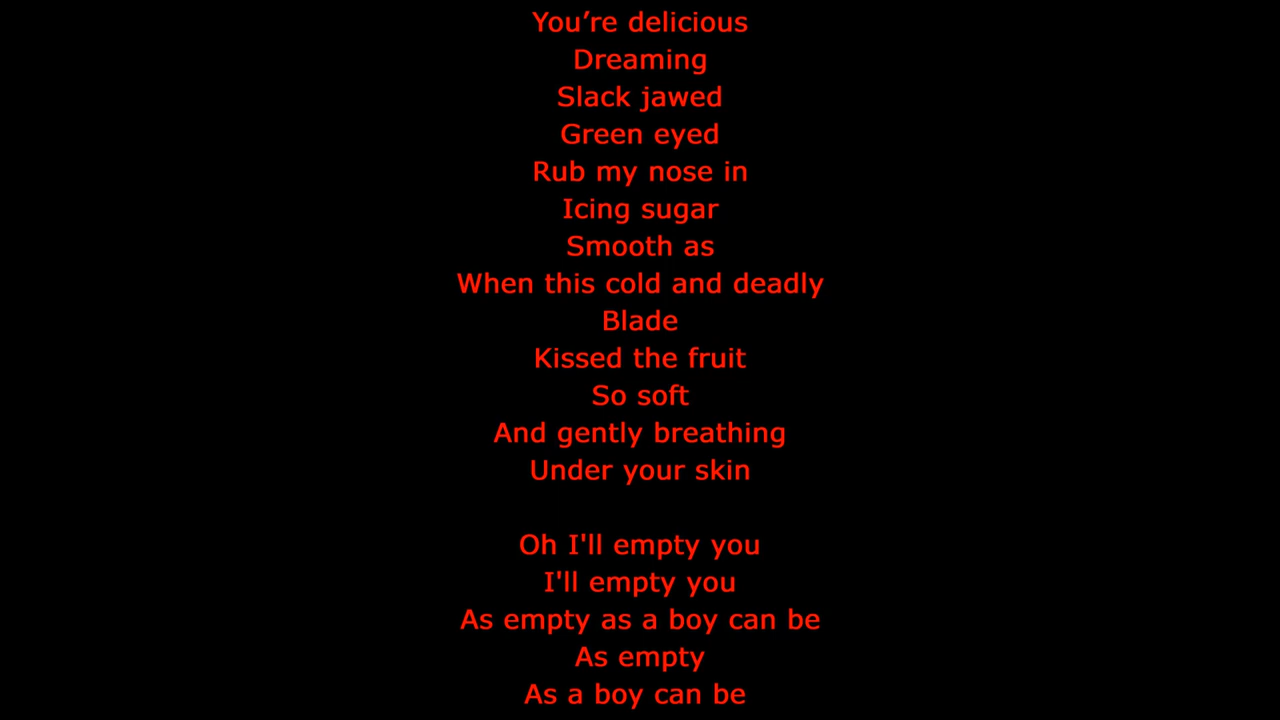 You’re delicious
Dreaming
Slack jawed
Green eyed
Rub my nose in
Icing sugar
Smooth as
When this cold and deadly
Blade
Kissed the fruit
So soft
And gently breathing
Under your skin

Oh I'll empty you
I'll empty you
As empty as a boy can be
As empty
As a boy can be